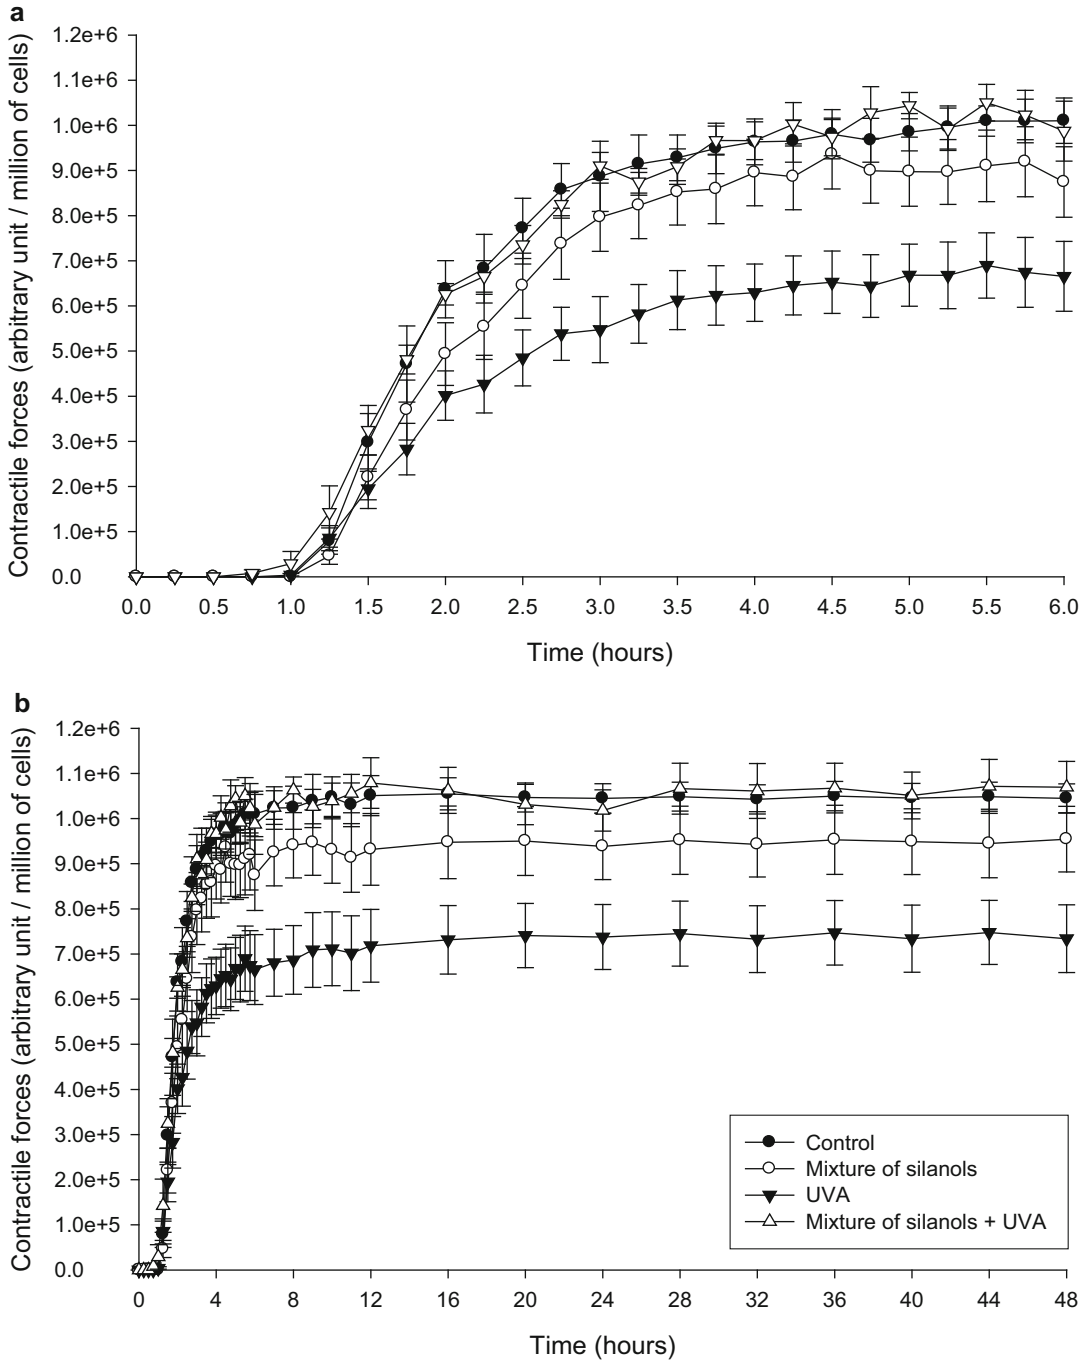 a
Contractile forces (arbitrary unit / million of cells)
1.2e+6
1.1e+6
1.0e+6
9.0e+5
8.0e+5
7.0e+5
6.0e+5
5.0e+5
4.0e+5
3.0e+5
2.0e+5
1.0e+5
0.0
0.0 0.5 1.0 1.5 2.0 2.5 3.0 3.5 4.0 4.5 5.0 5.5 6.0
Time (hours)
b
Contractile forces (arbitrary unit / million of cells)
1.2e+6
1.1e+6
1.0e+6
9.0e+5
8.0e+5
7.0e+5
6.0e+5
5.0e+5
4.0e+5
3.0e+5
2.0e+5
1.0e+5
0.0
0 4 8 12 16 20 24 28 32 36 40 44 48
Time (hours)
Control
Mixture of silanols
UVA
Mixture of silanols + UVA